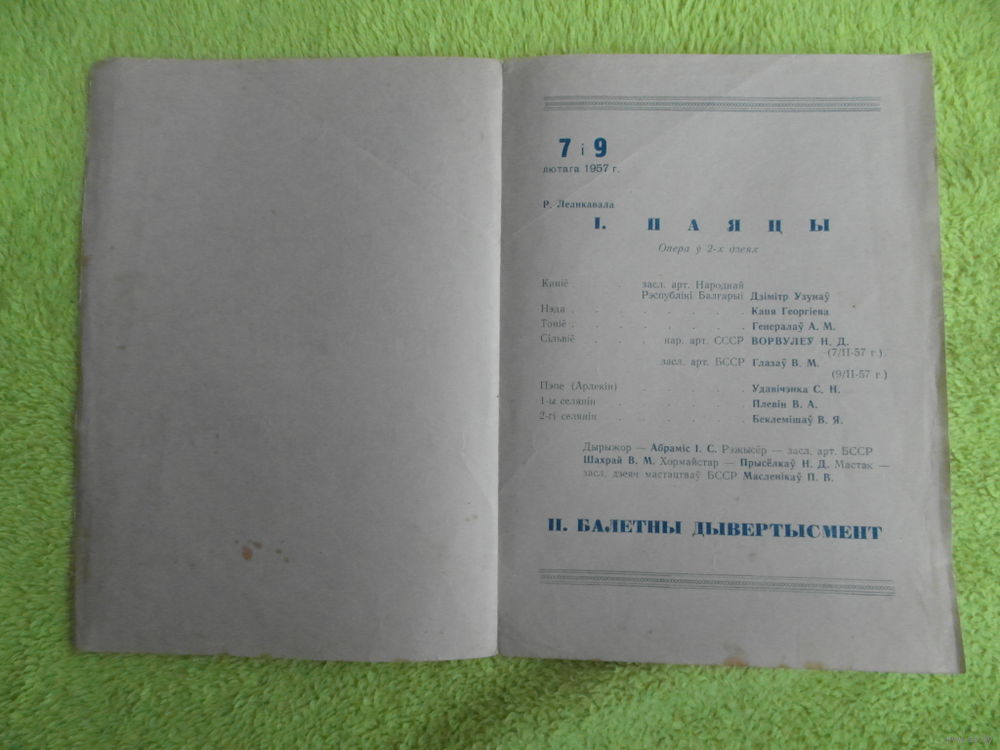 7 і 9
лютага 1957 г.
Р. Леанкавала
I. ПАЯЦЫ
Опера ў 2-х дзеях
Каніё . засл. арт. Народнай
Рэспублікі Балгарыі Дзімітр Узунаў
Нэда . . . . . . . Каця Георгіева
Тоніё . . . . . . . Генералаў А. М.
Сільвіё . . . нар. арт. СССР ВОРВУЛЕЎ Н. Д.
(7/II-57 г.).
засл. арт. БССР Глазаў В. М.
(9/II-57 г.)
Пэпе (Арлекін) . . . . . Удавічэнка С. Н.
1-ы селянін . . . . . . Плевін В. А.
2-гі селянін . . . . . . Беклемішаў В. Я.
Дырыжор — Абраміс І. С. Рэжысёр — засл. арт. БССР
Шахрай В. М. Хормайстар — Прысёлкаў Н. Д. Мастак —
засл. дзеяч мастацтваў БССР Масленікаў П. В.
II. БАЛЕТНЫ ДЫВЕРТЫСМЕНТ